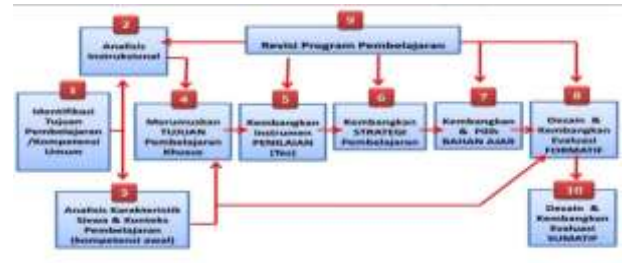 9
Revisi Program Pembelajaran
2
Analisis
Instruksional
1
Identifikasi
Tujuan
Pembelajaran
/Kompetensi
Umum
4
Merumuskan
TUJUAN
Pembelajaran
Khusus
5
Kembangkan
Instrumen
PENILAIAN
(Tes)
6
Kembangkan
STRATEGI
Pembelajaran
7
Kembangkan
& Pilih
BAHAN AJAR
8
Desain &
Kembangkan
Evaluasi
FORMATIF
3
Analisis Karakteristik
Siswa & Konteks
Pembelajaran
(kompetensi awal)
10
Desain &
Kembangkan
Evaluasi
SUMATIF